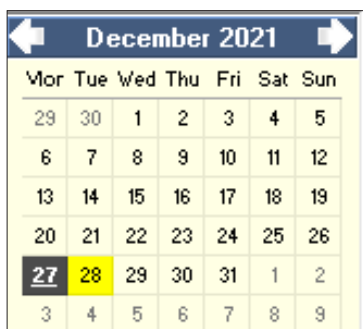 December 2021
Mon Tue Wed Thu Fri Sat Sun
29 30 1 2 3 4 5
6 7 8 9 10 11 12
13 14 15 16 17 18 19
20 21 22 23 24 25 26
27 28 29 30 31 1 2
3 4 5 6 7 8 9